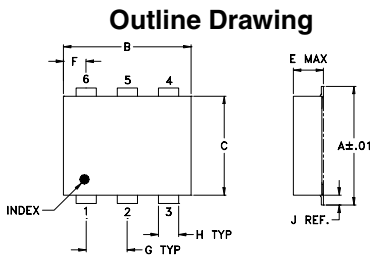 Outline Drawing
B
E MAX
F
6
5
4
C
A±.01
INDEX
1
2
3
J REF.
H TYP
G TYP